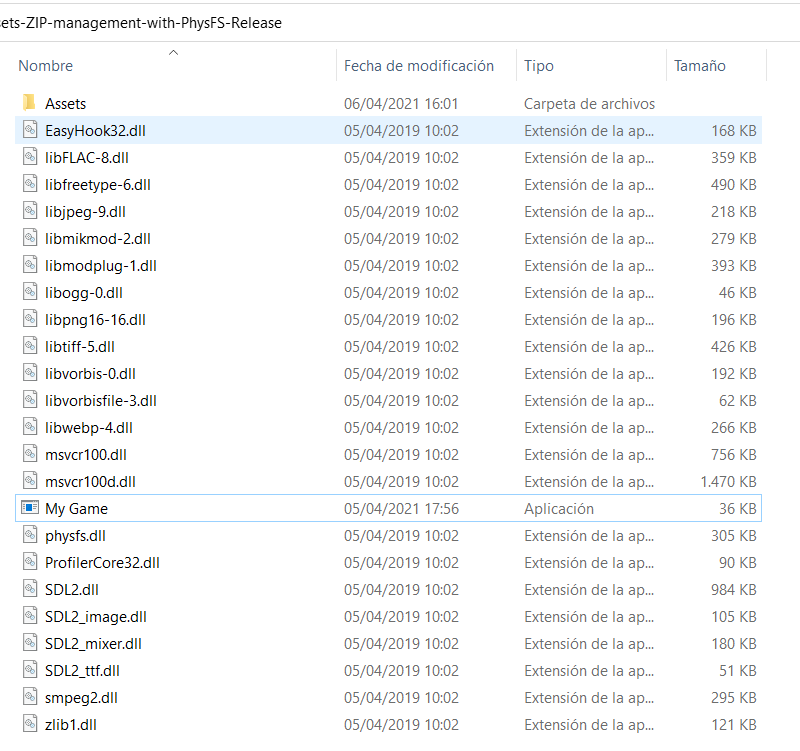 ets-ZIP-management-with-PhysFS-Release
Nombre Fecha de modificación Tipo Tamaño
Assets 06/04/2021 16:01 Carpeta de archivos
EasyHook32.dll 05/04/2019 10:02 Extensión de la ap... 168 KB
libFLAC-8.dll 05/04/2019 10:02 Extensión de la ap... 359 KB
libfreetype-6.dll 05/04/2019 10:02 Extensión de la ap... 490 KB
libjpeg-9.dll 05/04/2019 10:02 Extensión de la ap... 218 KB
libmikmod-2.dll 05/04/2019 10:02 Extensión de la ap... 279 KB
libmodplug-1.dll 05/04/2019 10:02 Extensión de la ap... 393 KB
libogg-0.dll 05/04/2019 10:02 Extensión de la ap... 46 KB
libpng16-16.dll 05/04/2019 10:02 Extensión de la ap... 196 KB
libtiff-5.dll 05/04/2019 10:02 Extensión de la ap... 426 KB
libvorbis-0.dll 05/04/2019 10:02 Extensión de la ap... 192 KB
libvorbisfile-3.dll 05/04/2019 10:02 Extensión de la ap... 62 KB
libwebp-4.dll 05/04/2019 10:02 Extensión de la ap... 266 KB
msvcr100.dll 05/04/2019 10:02 Extensión de la ap... 756 KB
msvcr100d.dll 05/04/2019 10:02 Extensión de la ap... 1.470 KB
My Game 05/04/2021 17:56 Aplicación 36 KB
physfs.dll 05/04/2019 10:02 Extensión de la ap... 305 KB
ProfilerCore32.dll 05/04/2019 10:02 Extensión de la ap... 90 KB
SDL2.dll 05/04/2019 10:02 Extensión de la ap... 984 KB
SDL2_image.dll 05/04/2019 10:02 Extensión de la ap... 105 KB
SDL2_mixer.dll 05/04/2019 10:02 Extensión de la ap... 180 KB
SDL2_ttf.dll 05/04/2019 10:02 Extensión de la ap... 51 KB
smpeg2.dll 05/04/2019 10:02 Extensión de la ap... 295 KB
zlib1.dll 05/04/2019 10:02 Extensión de la ap... 121 KB